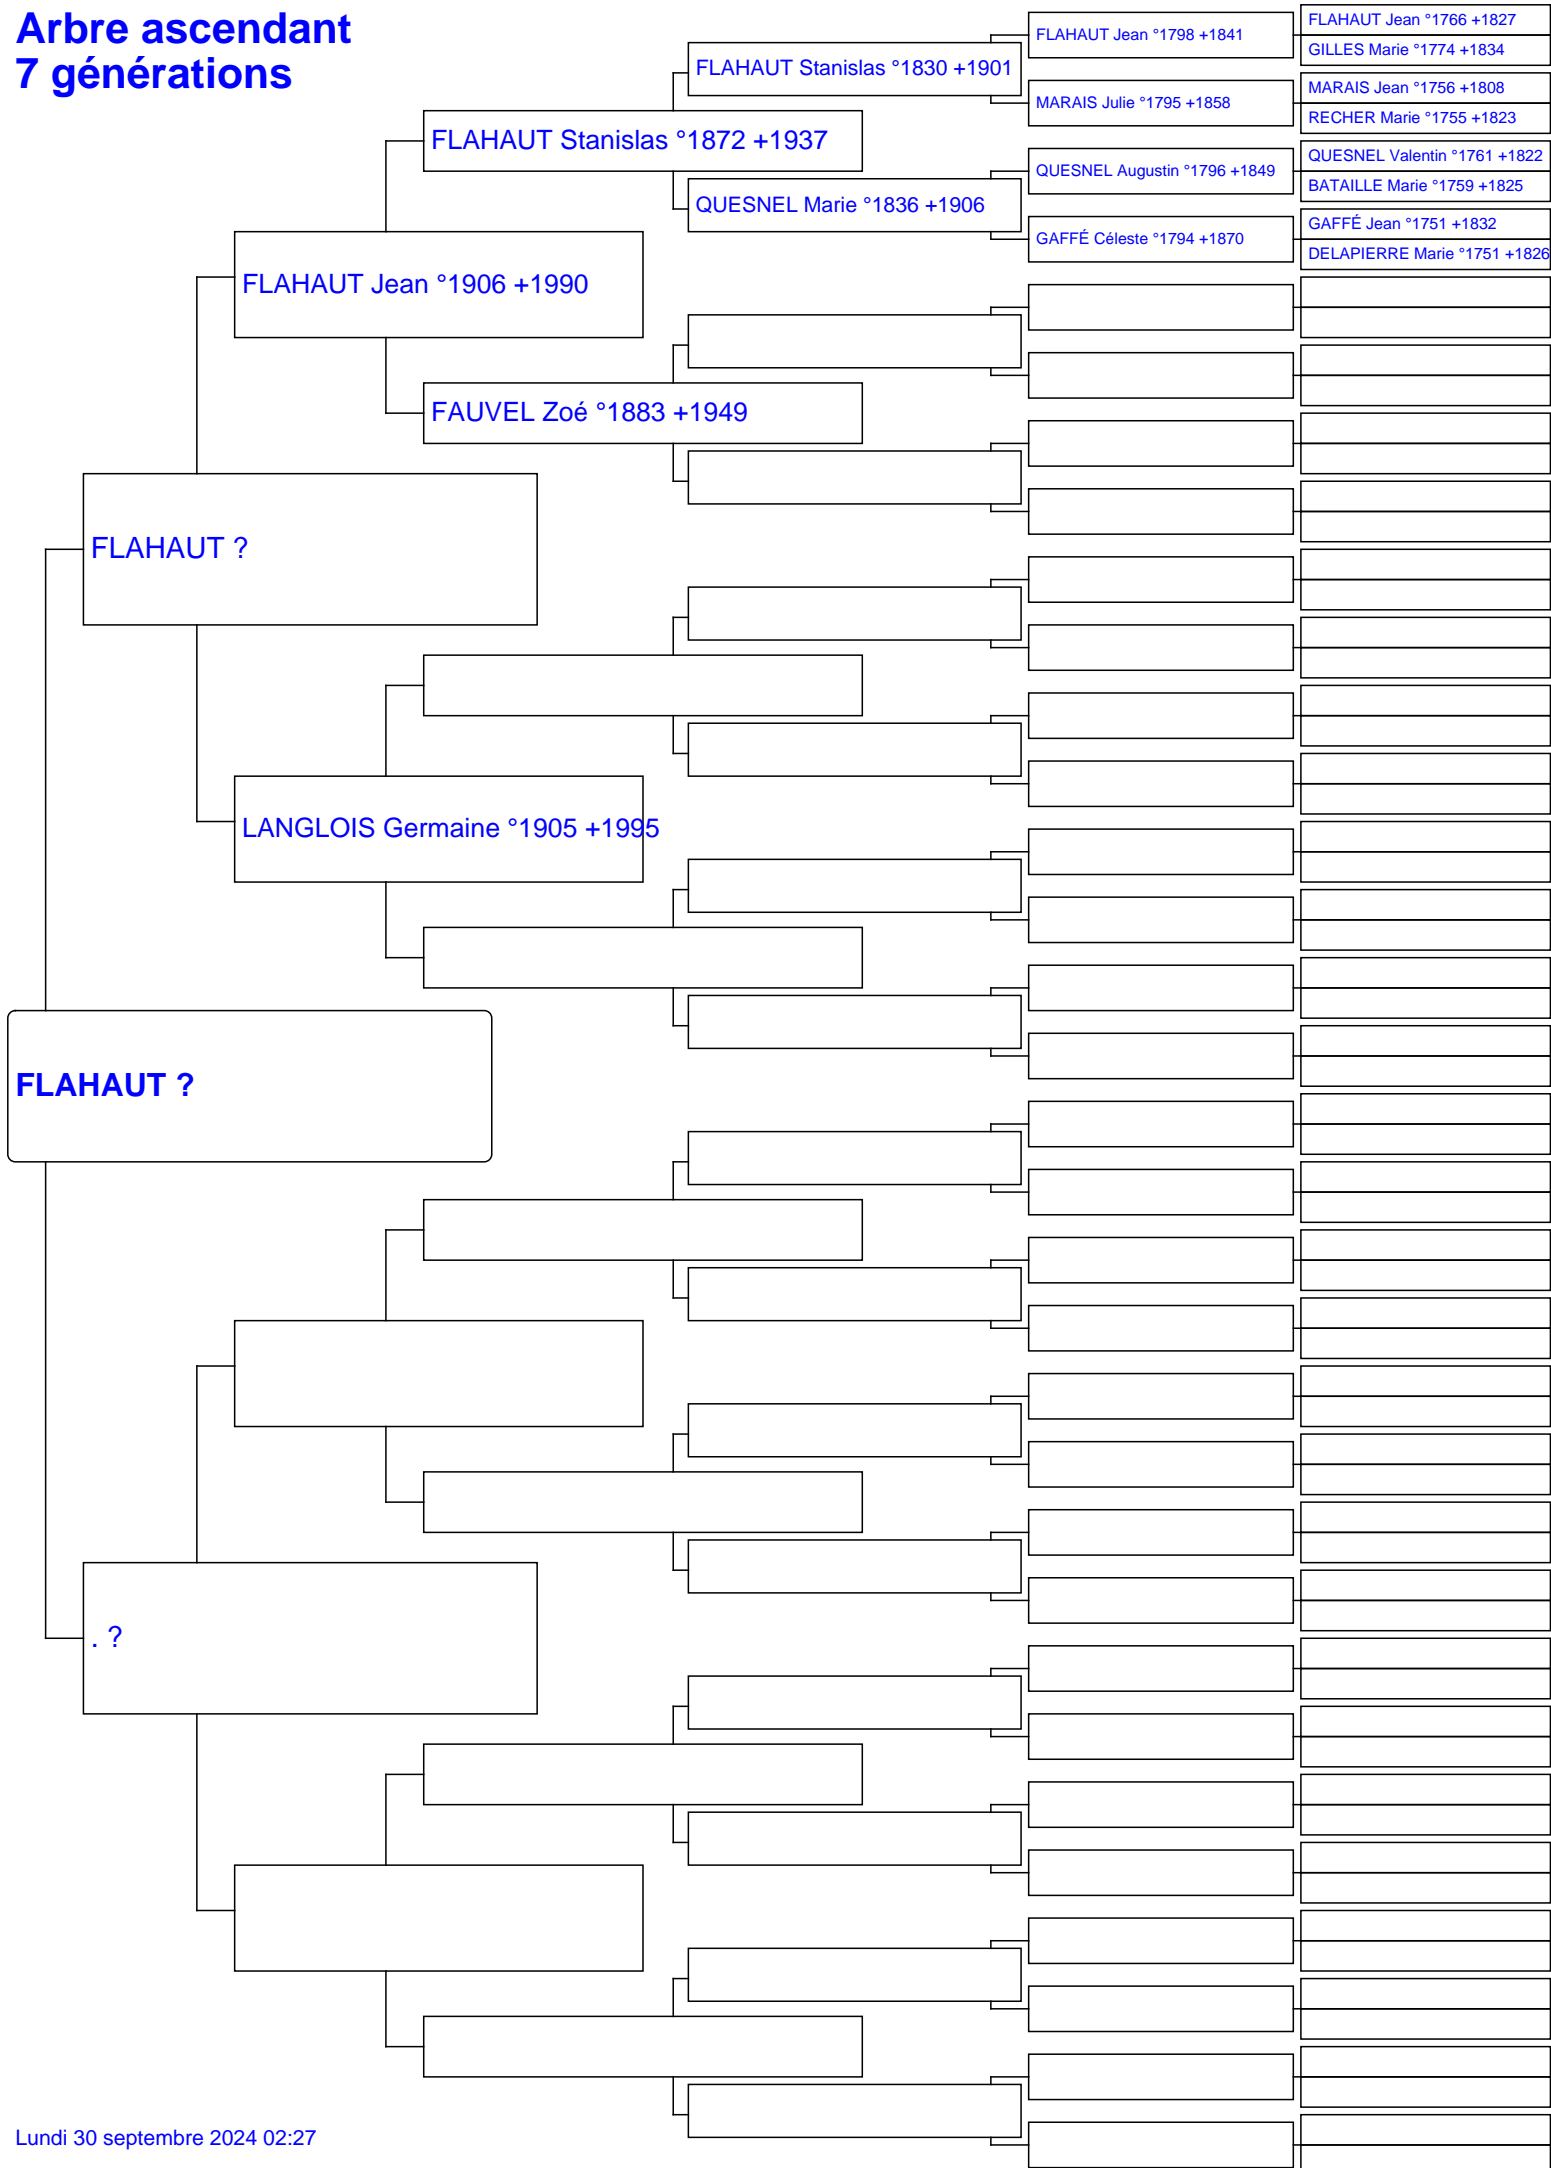 Arbre ascendant
7 générations
FLAHAUT Jean °1766 +1827
FLAHAUT Jean °1798 +1841
GILLES Marie °1774 +1834
FLAHAUT Stanislas °1830 +1901
MARAIS Jean °1756 +1808
MARAIS Julie °1795 +1858
RECHER Marie °1755 +1823
FLAHAUT Stanislas °1872 +1937
QUESNEL Valentin °1761 +1822
QUESNEL Augustin °1796 +1849
BATAILLE Marie °1759 +1825
QUESNEL Marie °1836 +1906
GAFFÉ Jean °1751 +1832
GAFFÉ Céleste °1794 +1870
DELAPIERRE Marie °1751 +1826
FLAHAUT Jean °1906 +1990
FAUVEL Zoé °1883 +1949
FLAHAUT ?
LANGLOIS Germaine °1905 +1995
FLAHAUT ?
. ?
Lundi 30 septembre 2024 02:27